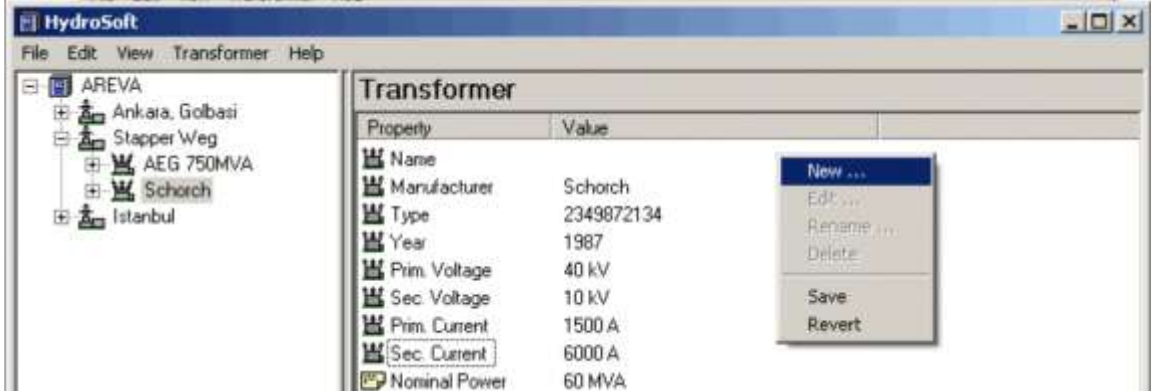 HydroSoft
File Edit View Transformer Help
AREVA
Ankara, Golbasi
Stapper Weg
AEG 750MVA
Schorch
Istanbul
Transformer
Property Value
Name
Manufacturer Schorch
Type 2349872134
Year 1987
Prim. Voltage 40 kV
Sec. Voltage 10 kV
Prim. Current 1500 A
Sec. Current 6000 A
Nominal Power 60 MVA
New ...
Edit ...
Rename ...
Delete
Save
Revert